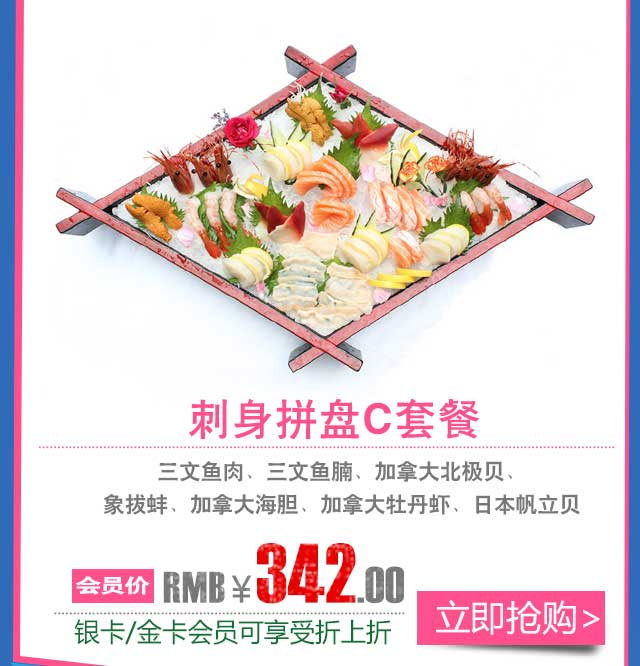 刺身拼盘C套餐
三文鱼肉、三文鱼腩、加拿大北极贝、
象拔蚌、加拿大海胆、加拿大牡丹虾、日本帆立贝
会员价 RMB¥342.00
银卡/金卡会员可享受折上折
立即抢购>